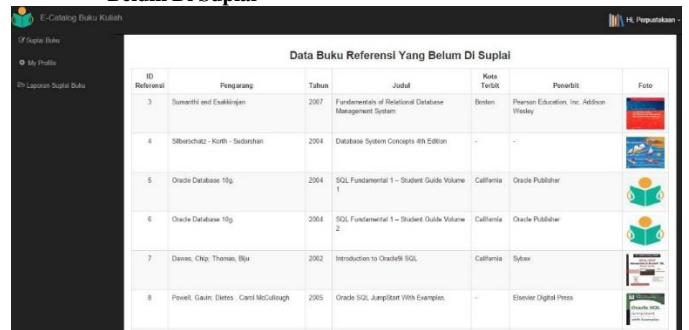 Belum Di Suplai
E-Catalog Buku Kuliah
Hi, Perpustakaan
Suplai Buku
My Profile
Laporan Suplai Buku
Data Buku Referensi Yang Belum Di Suplai
ID Referensi Pengarang Tahun Judul Kota Terbit Penerbit Foto
3 Sumanthi and Esakkirajan 2007 Fundamentals of Relational Database Management System Boston Pearson Education, Inc. Addison Wesley
4 Silberschatz - Korth - Sudarshan 2004 Database System Concepts 4th Edition - -
5 Oracle Database 10g. 2004 SQL Fundamental 1 – Student Guide Volume 1 California Oracle Publisher
6 Oracle Database 10g. 2004 SQL Fundamental 1 – Student Guide Volume 2 California Oracle Publisher
7 Dawes, Chip; Thomas, Biju 2002 Introduction to Oracle9i SQL California Sybex
8 Powell, Gavin; Dietes , Carol McCullough 2005 Oracle SQL JumpStart With Examples. - Elsevier Digital Press
Oracle SQL